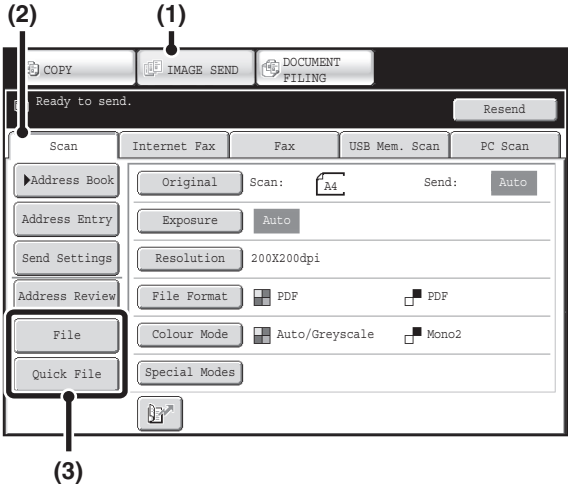 (2) (1)
COPY IMAGE SEND DOCUMENT
FILING
Ready to send. Resend
Scan Internet Fax Fax USB Mem. Scan PC Scan
Address Book Original Scan: A4 Send: Auto
Address Entry Exposure Auto
Send Settings Resolution 200X200dpi
Address Review File Format PDF PDF
File Colour Mode Auto/Greyscale Mono2
Quick File Special Modes
(3)